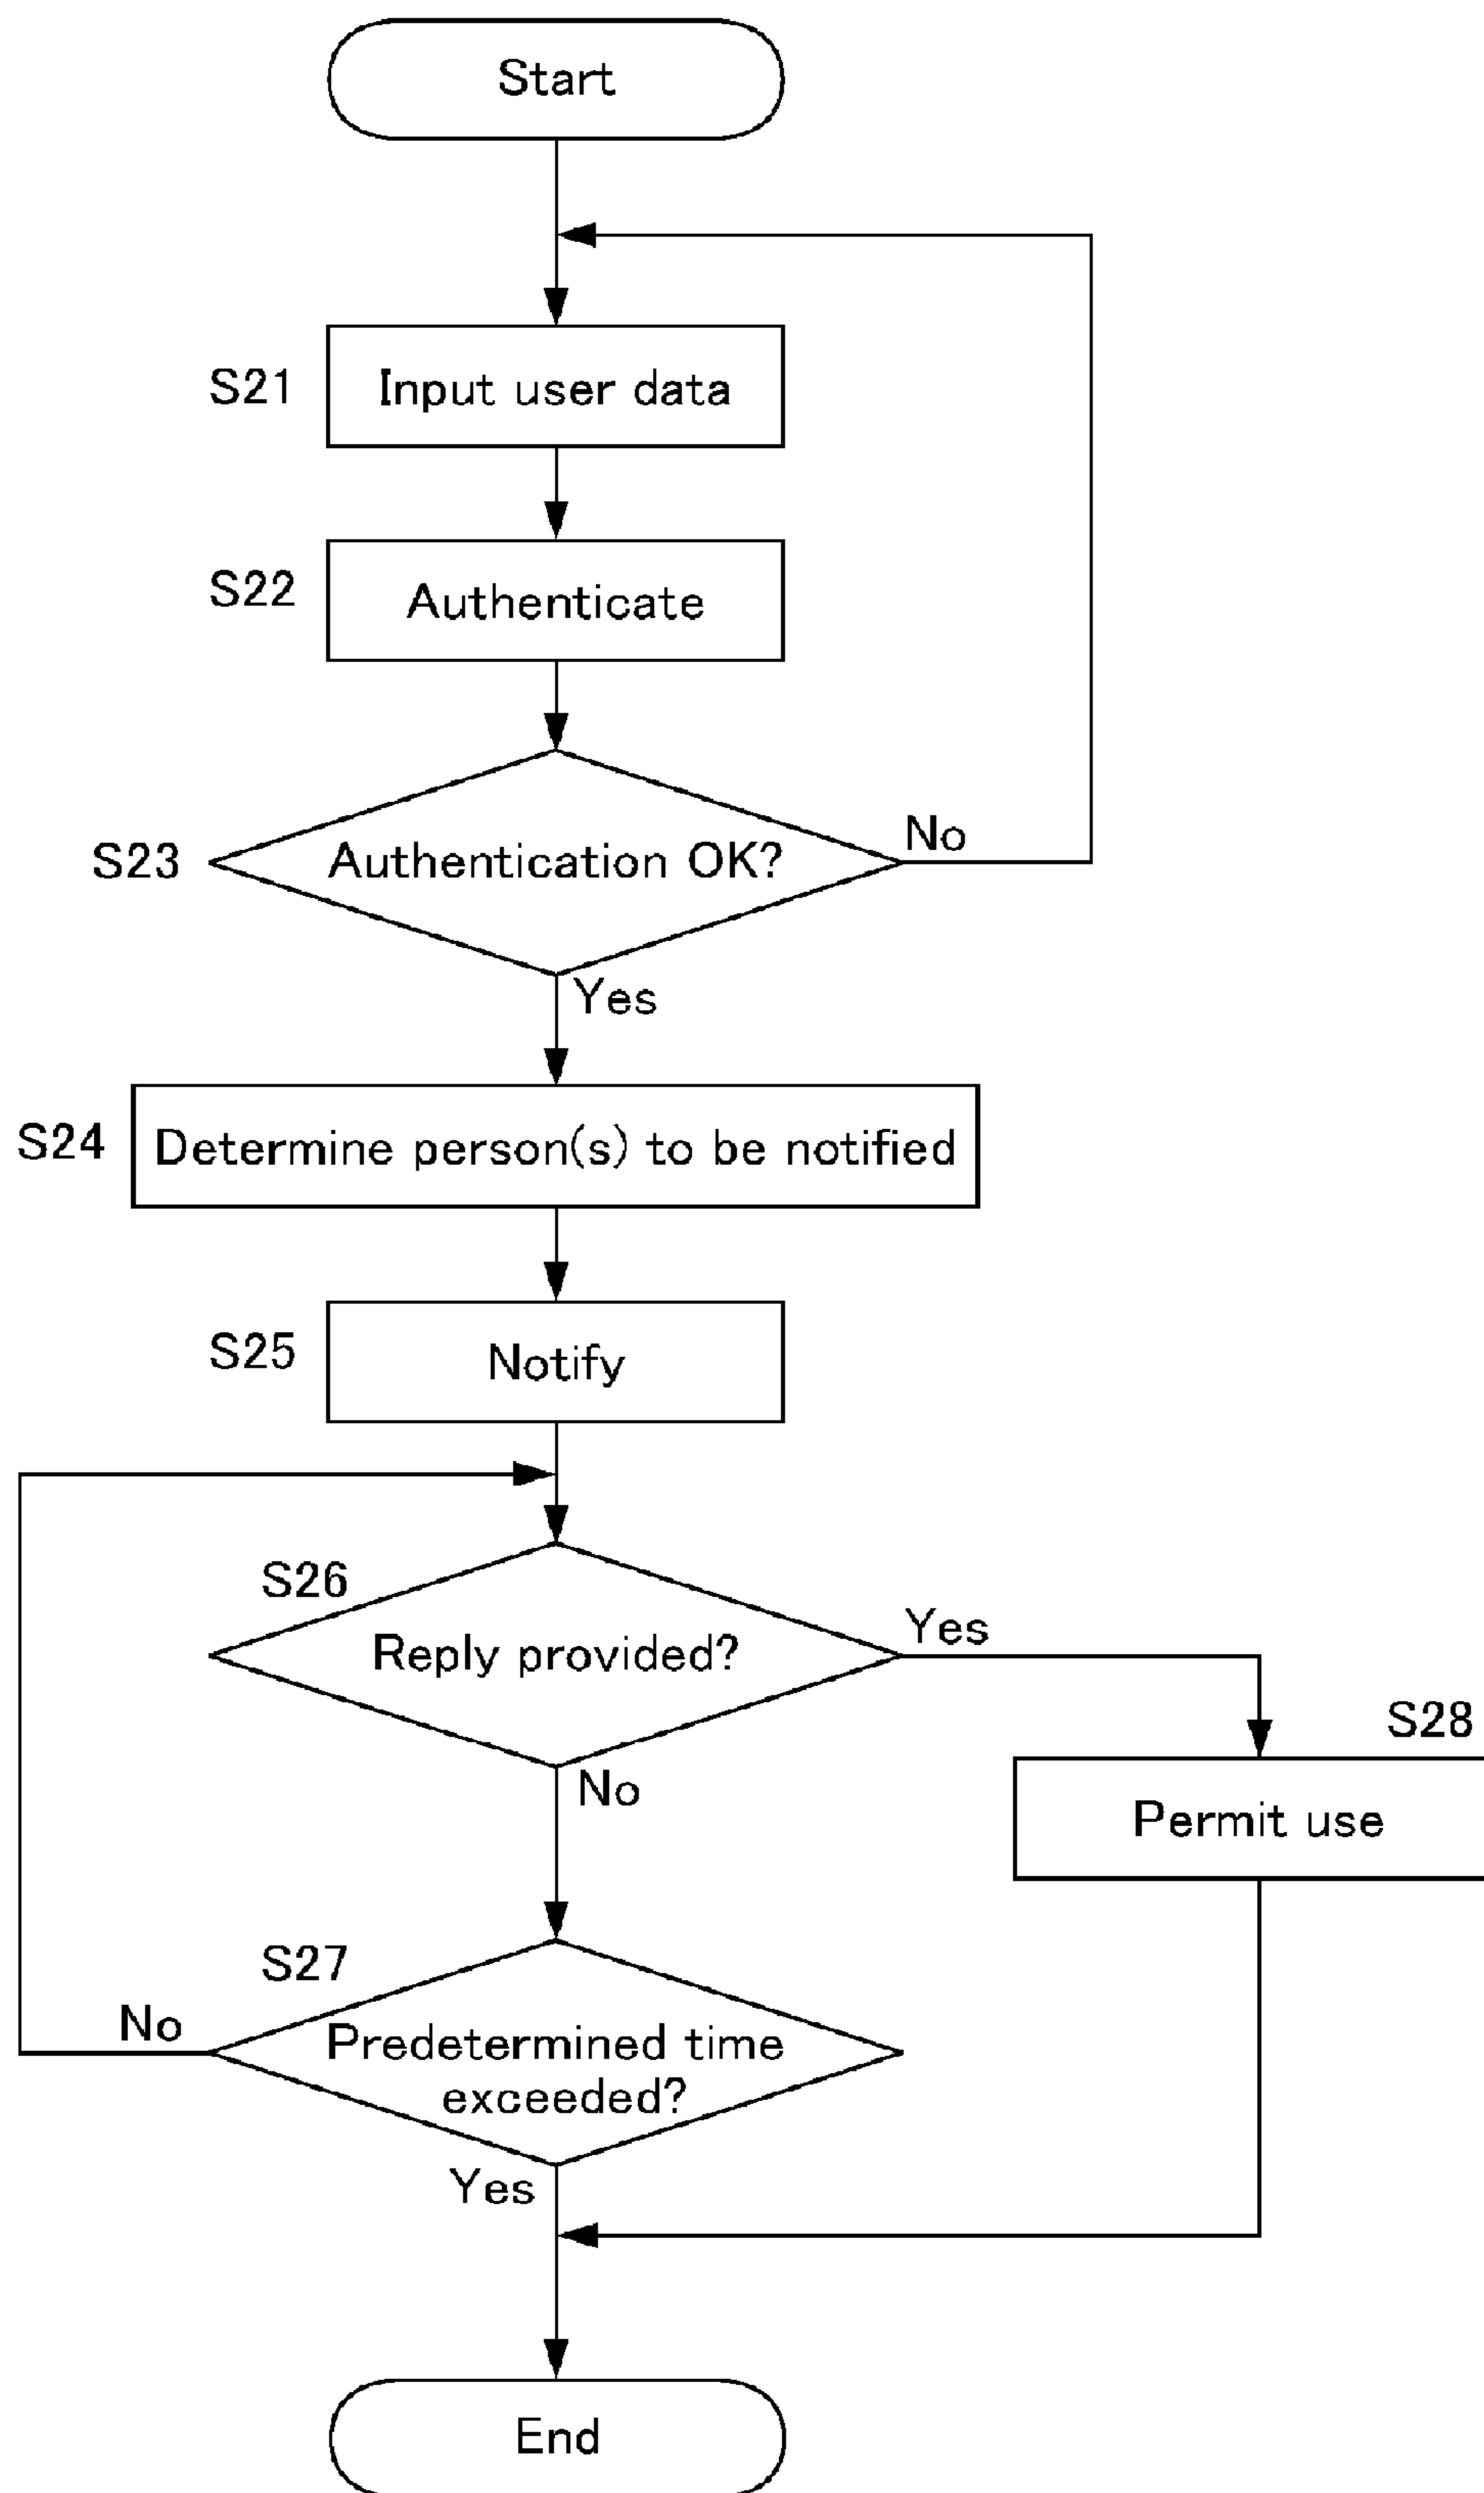 Start
S21
Input user data
S22
Authenticate
S23
Authentication OK?
No
Yes
S24
Determine person(s) to be notified
S25
Notify
S26
Reply provided?
Yes
No
S28
Permit use
S27
No
Predetermined time
exceeded?
Yes
End